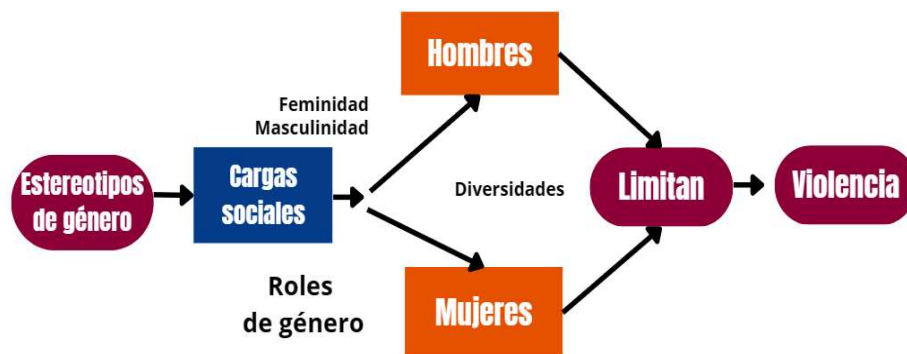 Estereotipos
de género
Cargas
sociales
Feminidad
Masculinidad
Roles
de género
Hombres
Diversidades
Mujeres
Limitan
Violencia